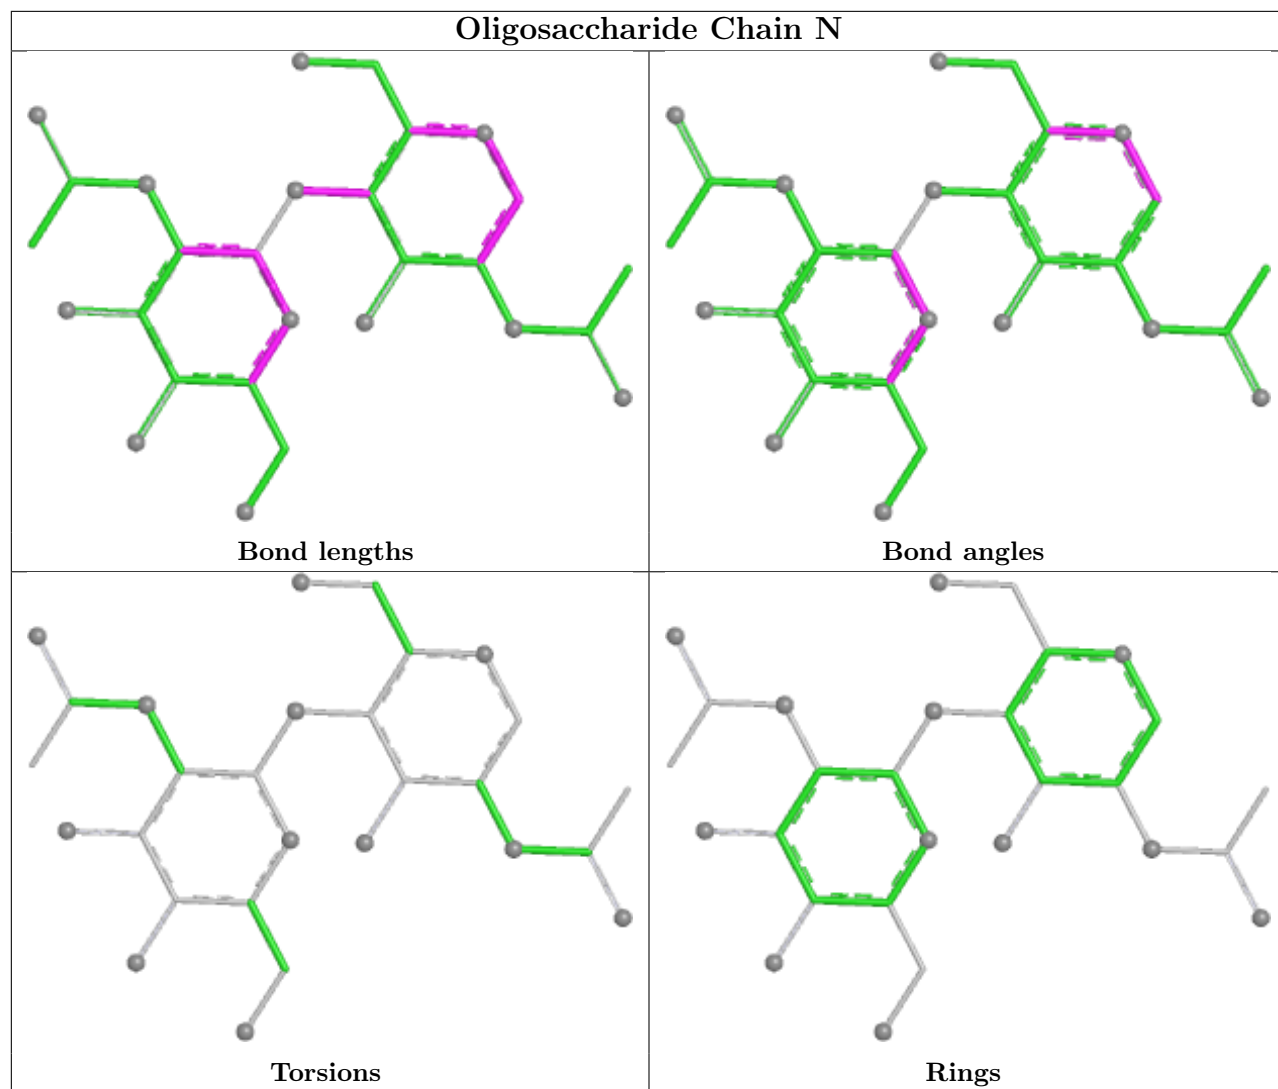 Oligosaccharide Chain N
Bond lengths
Bond angles
Torsions
Rings